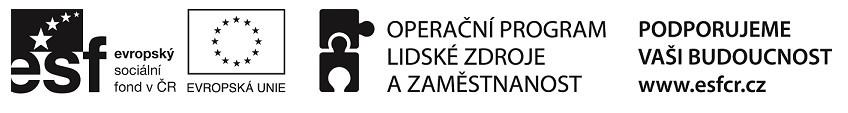 esf
evropský
sociální
fond v ČR
EVROPSKÁ UNIE
OPERAČNÍ PROGRAM
LIDSKÉ ZDROJE
A ZAMĚSTNANOST
PODPORUJEME
VAŠI BUDOUCNOST
www.esfcr.cz